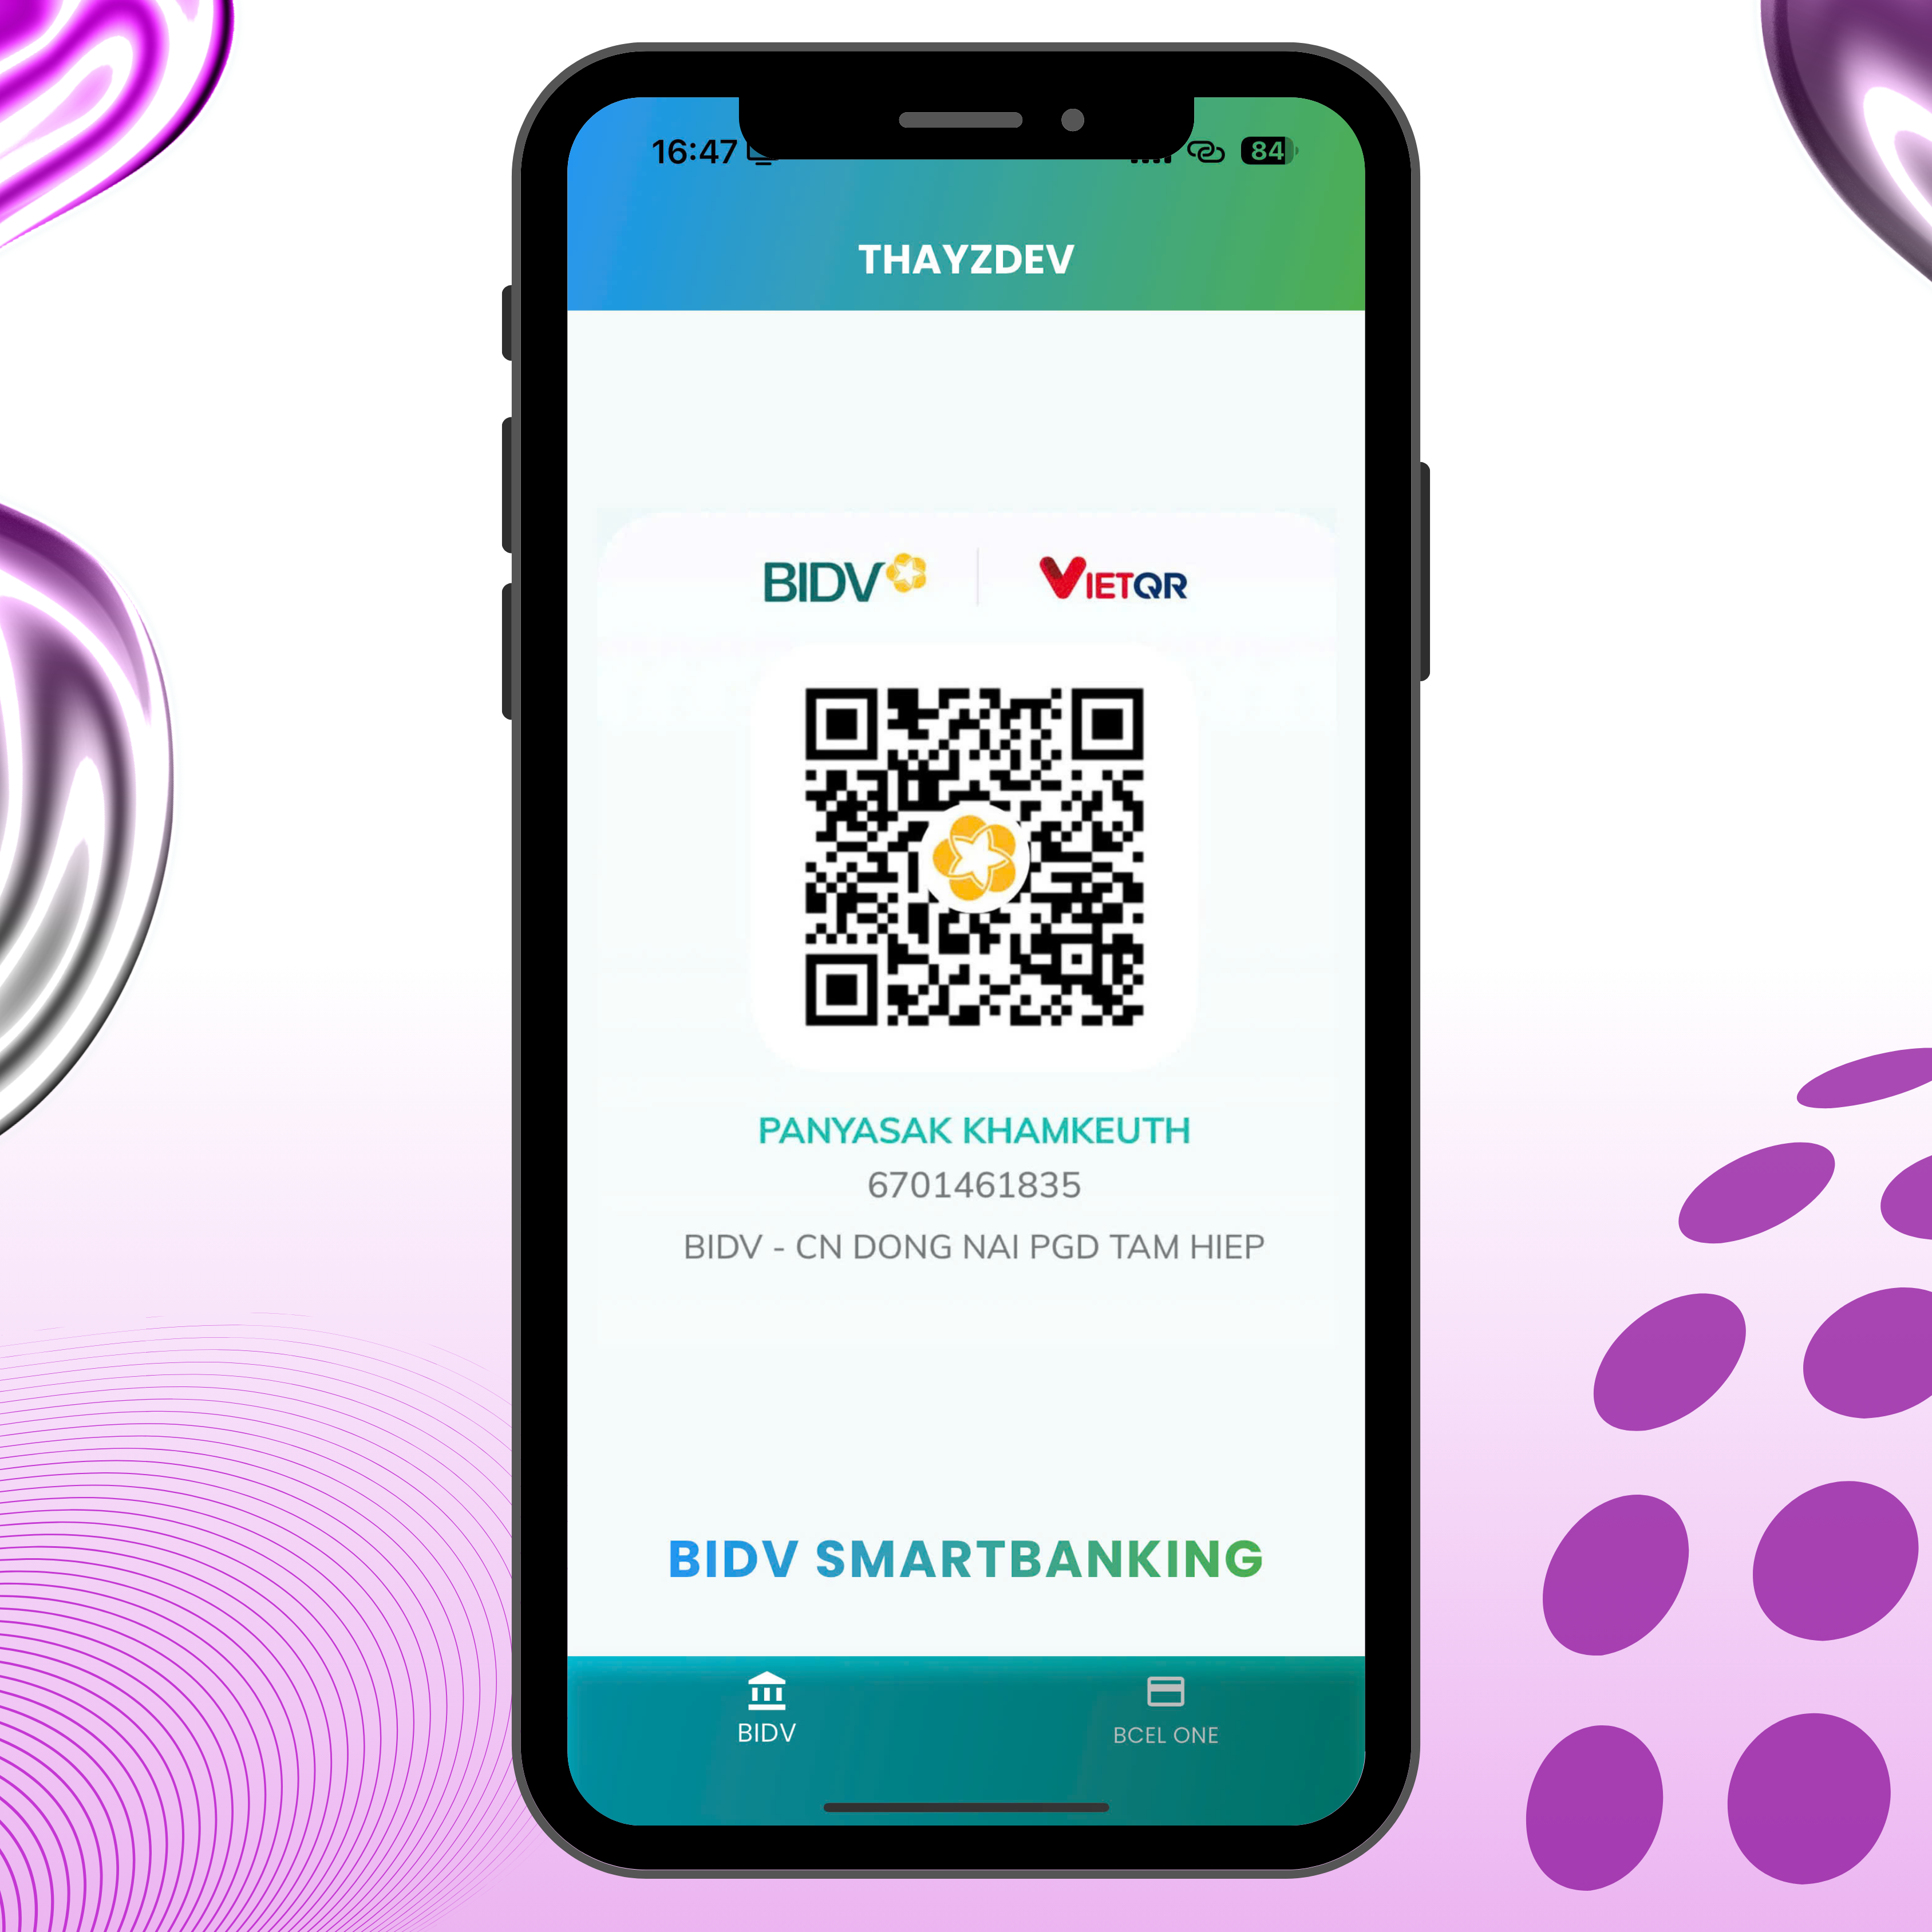 16:47
84
THAYZDEV
BIDV
VIETQR
PANYASAK KHAMKEUTH
6701461835
BIDV - CN DONG NAI PGD TAM HIEP
BIDV SMARTBANKING
BIDV
BCEL ONE